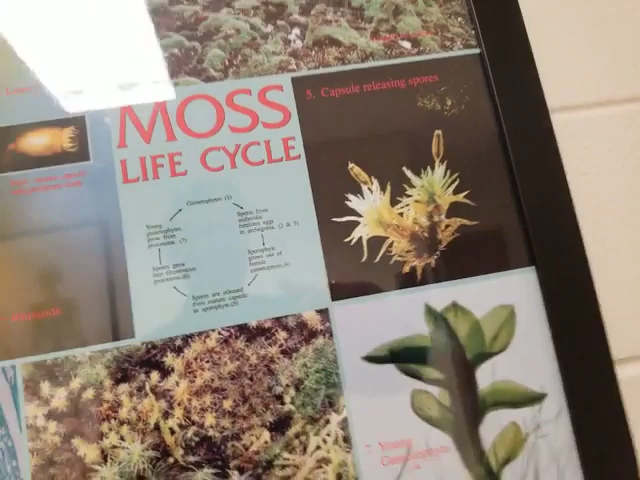 MOSS
LIFE CYCLE
5. Capsule releasing spores
Gametophytes (1)
Sperm from
antheridia
fertilizes eggs
in archegonia. (2 & 3)
Sporophyte
grows out of
female
gametophyte.
Spores are released
from mature capsule
of sporophyte. (5)
Spores grow
into filamentous
protonema. (6)
Young
gametophytes
grow from
protonema. (7)
7. Young